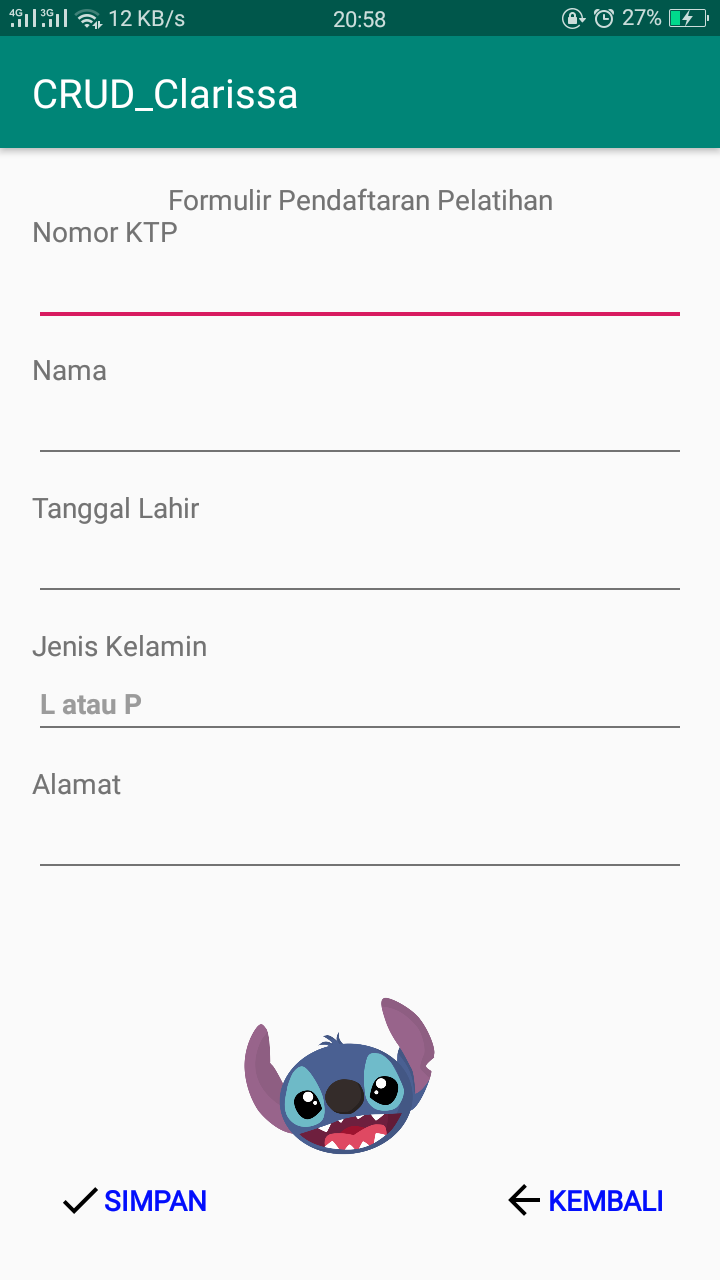 4G 3G 12 KB/s 20:58 27%
CRUD_Clarissa
Formulir Pendaftaran Pelatihan
Nomor KTP
Nama
Tanggal Lahir
Jenis Kelamin
L atau P
Alamat
SIMPAN KEMBALI